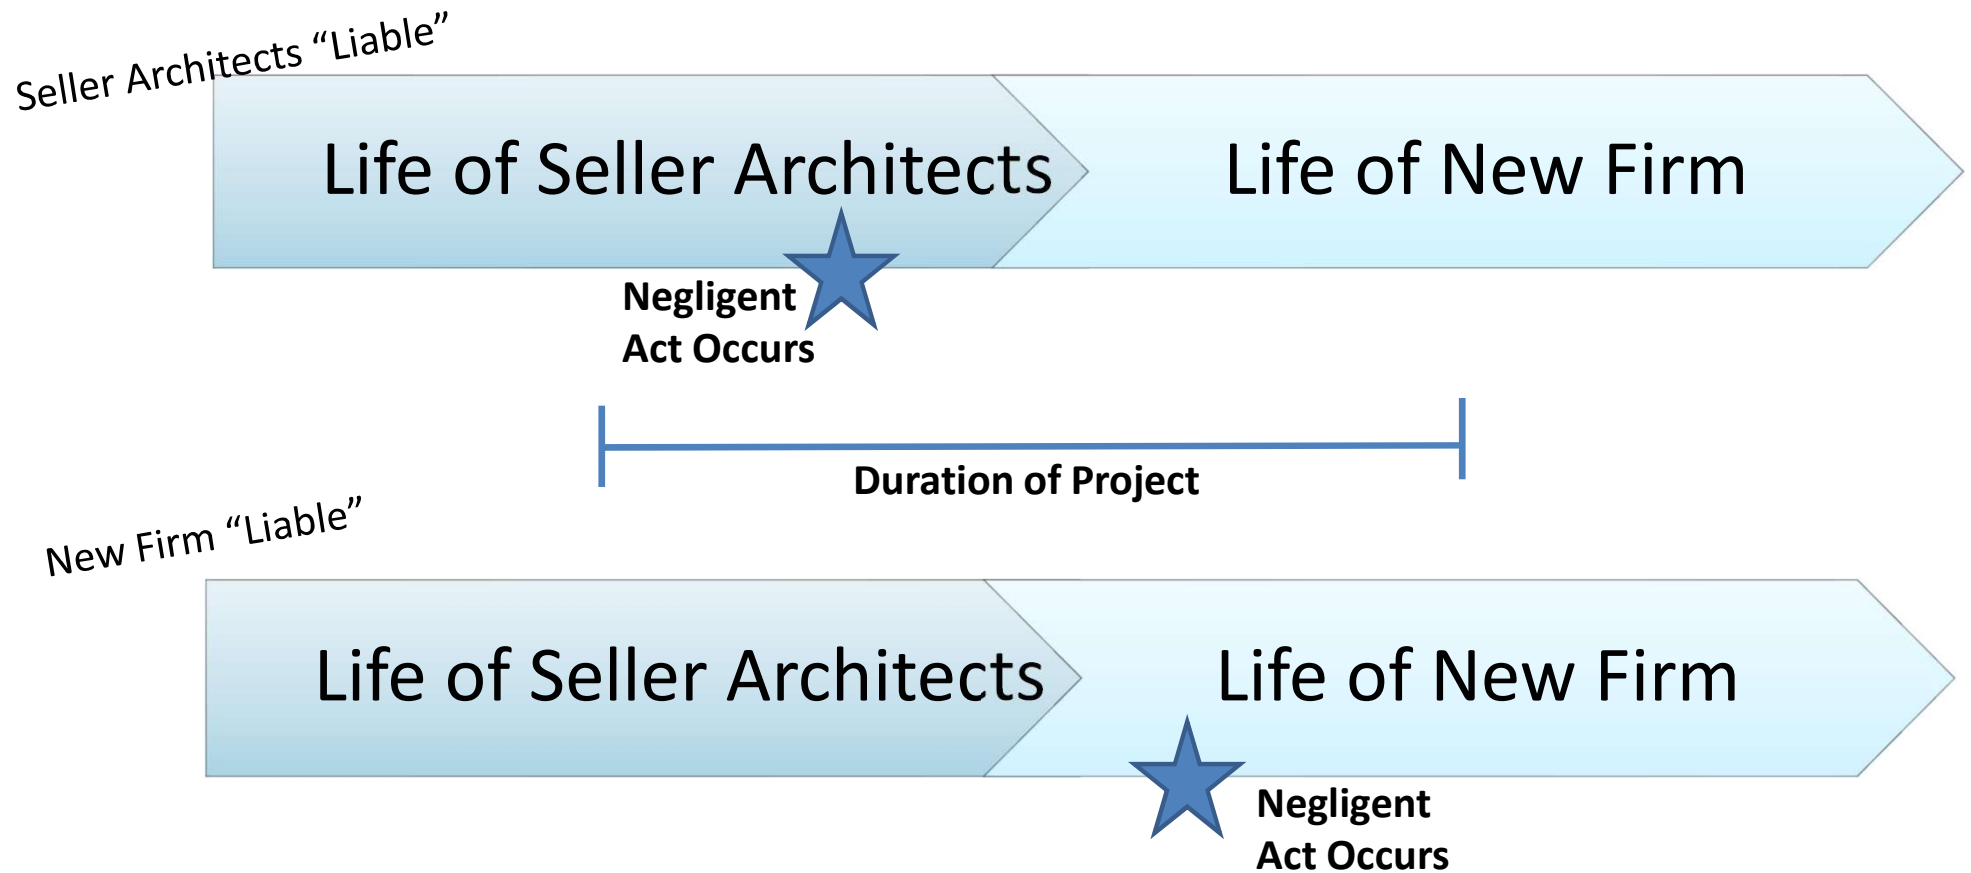 Seller Architects “Liable”
Life of Seller Architects
Life of New Firm
Negligent
Act Occurs
Duration of Project
New Firm “Liable”
Life of Seller Architects
Life of New Firm
Negligent
Act Occurs